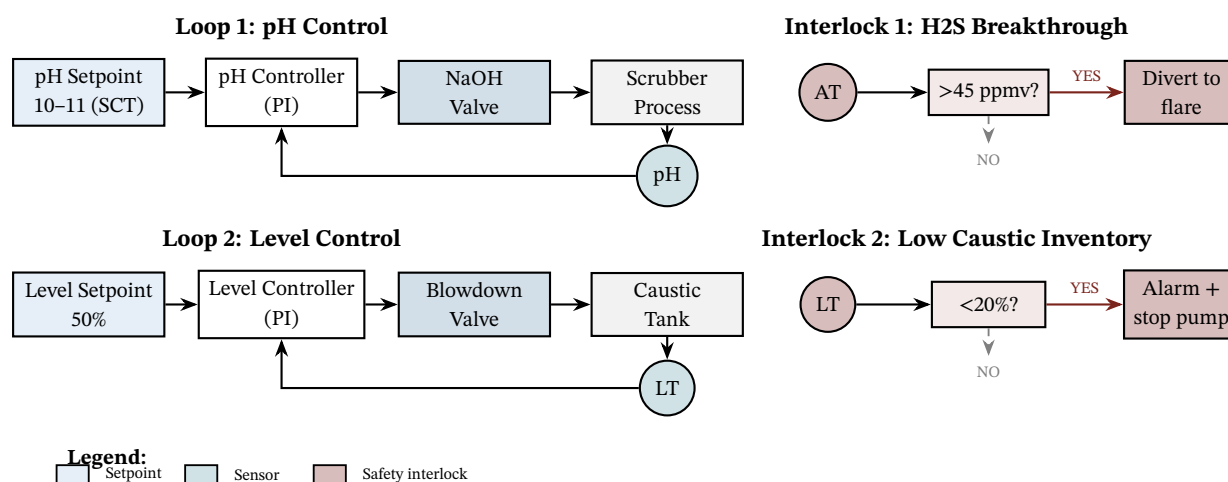 Loop 1: pH Control
Interlock 1: H2S Breakthrough
pH Setpoint
10–11 (SCT)
pH Controller
(PI)
NaOH
Valve
Scrubber
Process
pH
AT
>45 ppmv?
YES
NO
Divert to
flare
Loop 2: Level Control
Interlock 2: Low Caustic Inventory
Level Setpoint
50%
Level Controller
(PI)
Blowdown
Valve
Caustic
Tank
LT
LT
<20%?
YES
NO
Alarm +
stop pump
Legend:
Setpoint
Sensor
Safety interlock